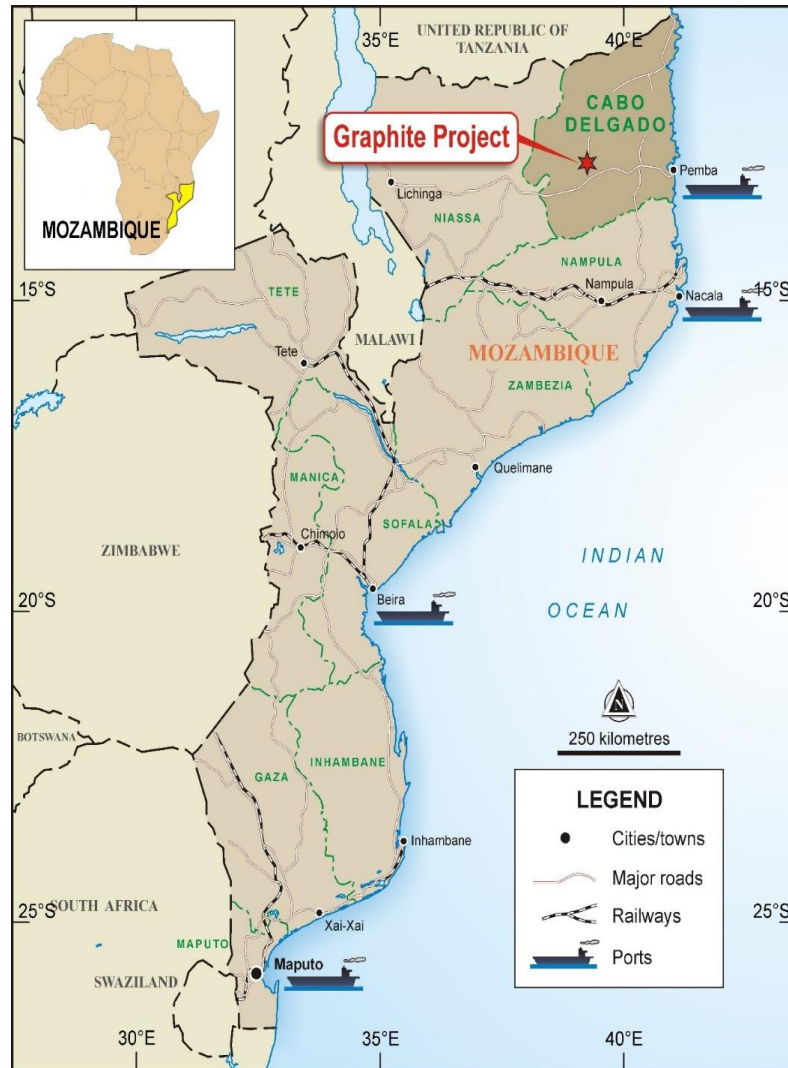 35°E
40°E
UNITED REPUBLIC OF
TANZANIA
CABO
DELGADO
Graphite Project
Pemba
Lichinga
NIASSA
MOZAMBIQUE
NAMPULA
Nampula
Nacala
15°S
15°S
TETE
MALAWI
MOZAMBIQUE
Tete
ZAMBEZIA
Quelimane
MANICA
SOFALA
Chimoio
ZIMBABWE
INDIAN
OCEAN
Beira
20°S
20°S
N
250 kilometres
BOTSWANA
INHAMBANE
GAZA
LEGEND
Cities/towns
Major roads
Railways
Ports
Inhambane
SOUTH AFRICA
Xai-Xai
25°S
25°S
MAPUTO
Maputo
SWAZILAND
30°E
35°E
40°E